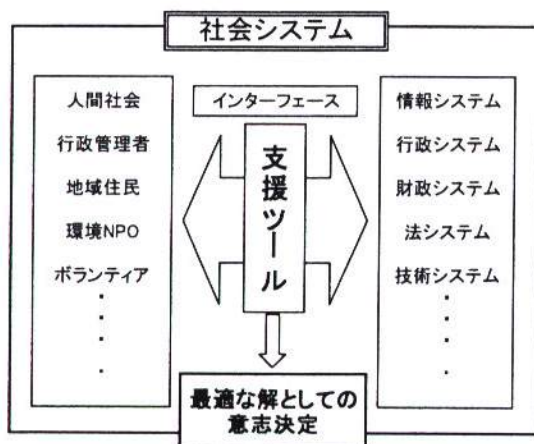 社会システム
人間社会
行政管理者
地域住民
環境NPO
ボランティア
・
・
・
・
インターフェース
支援ツール
情報システム
行政システム
財政システム
法システム
技術システム
・
・
・
・
最適な解としての
意志決定